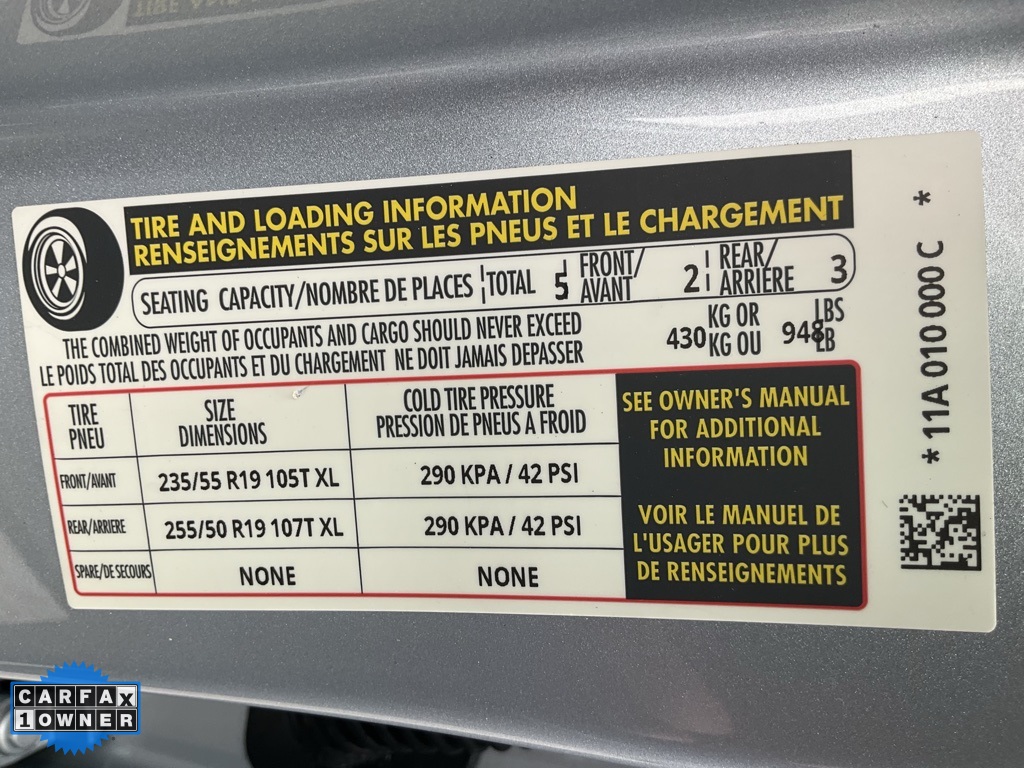 TIRE AND LOADING INFORMATION
RENSEIGNEMENTS SUR LES PNEUS ET LE CHARGEMENT
SEATING CAPACITY/NOMBRE DE PLACES TOTAL 5 FRONT/AVANT 2 REAR/ARRIÈRE 3
THE COMBINED WEIGHT OF OCCUPANTS AND CARGO SHOULD NEVER EXCEED
LE POIDS TOTAL DES OCCUPANTS ET DU CHARGEMENT NE DOIT JAMAIS DEPASSER
430 KG OR 948 LBS
KG OU LB
TIRE
PNEU
SIZE
DIMENSIONS
COLD TIRE PRESSURE
PRESSION DE PNEUS A FROID
FRONT/AVANT 235/55 R19 105T XL 290 KPA / 42 PSI
REAR/ARRIERE 255/50 R19 107T XL 290 KPA / 42 PSI
SPARE/DE SECOURS NONE NONE
SEE OWNER'S MANUAL
FOR ADDITIONAL
INFORMATION
VOIR LE MANUEL DE
L'USAGER POUR PLUS
DE RENSEIGNEMENTS
* 11A 010 000 C *
CARFAX
1 OWNER